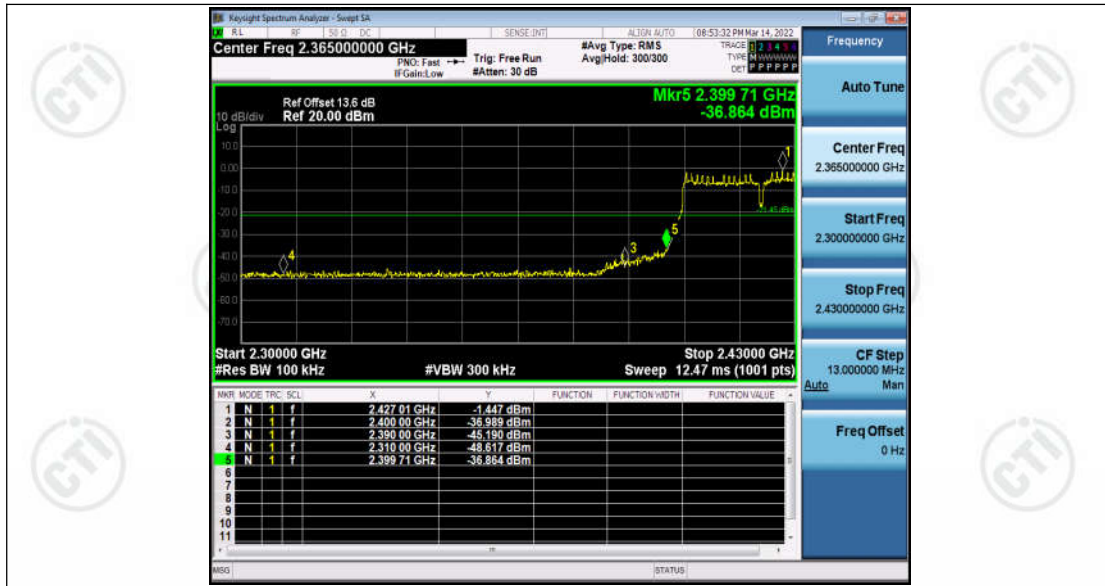 Keysight Spectrum Analyzer - Swept SA
RL RF 50 Ω DC SENSE:INT ALIGN AUTO 08:53:32 PM Mar 14, 2022
Center Freq 2.365000000 GHz
PNO: Fast
IFGain:Low
Trig: Free Run
#Atten: 30 dB
#Avg Type: RMS
Avg|Hold: 300/300
TRACE 1 2 3 4 5 6
TYPE M W W W W W
DET P P P P P P
Mkr5 2.399 71 GHz
-36.864 dBm
Ref Offset 13.6 dB
10 dB/div Ref 20.00 dBm
Log
10.0
0.00
-10.0
-20.0
-30.0
-40.0
-50.0
-60.0
-70.0
1
3
4
5
Start 2.30000 GHz Stop 2.43000 GHz
#Res BW 100 kHz #VBW 300 kHz Sweep 12.47 ms (1001 pts)
MKR MODE TRC SCL X Y FUNCTION FUNCTION WIDTH FUNCTION VALUE
1 N 1 f 2.427 01 GHz -1.447 dBm
2 N 1 f 2.400 00 GHz -36.989 dBm
3 N 1 f 2.390 00 GHz -45.190 dBm
4 N 1 f 2.310 00 GHz -48.617 dBm
5 N 1 f 2.399 71 GHz -36.864 dBm
6
7
8
9
10
11
MSG STATUS
Frequency
Auto Tune
Center Freq
2.365000000 GHz
Start Freq
2.300000000 GHz
Stop Freq
2.430000000 GHz
CF Step
13.000000 MHz
Auto Man
Freq Offset
0 Hz
CTI
CTI
CTI
CTI